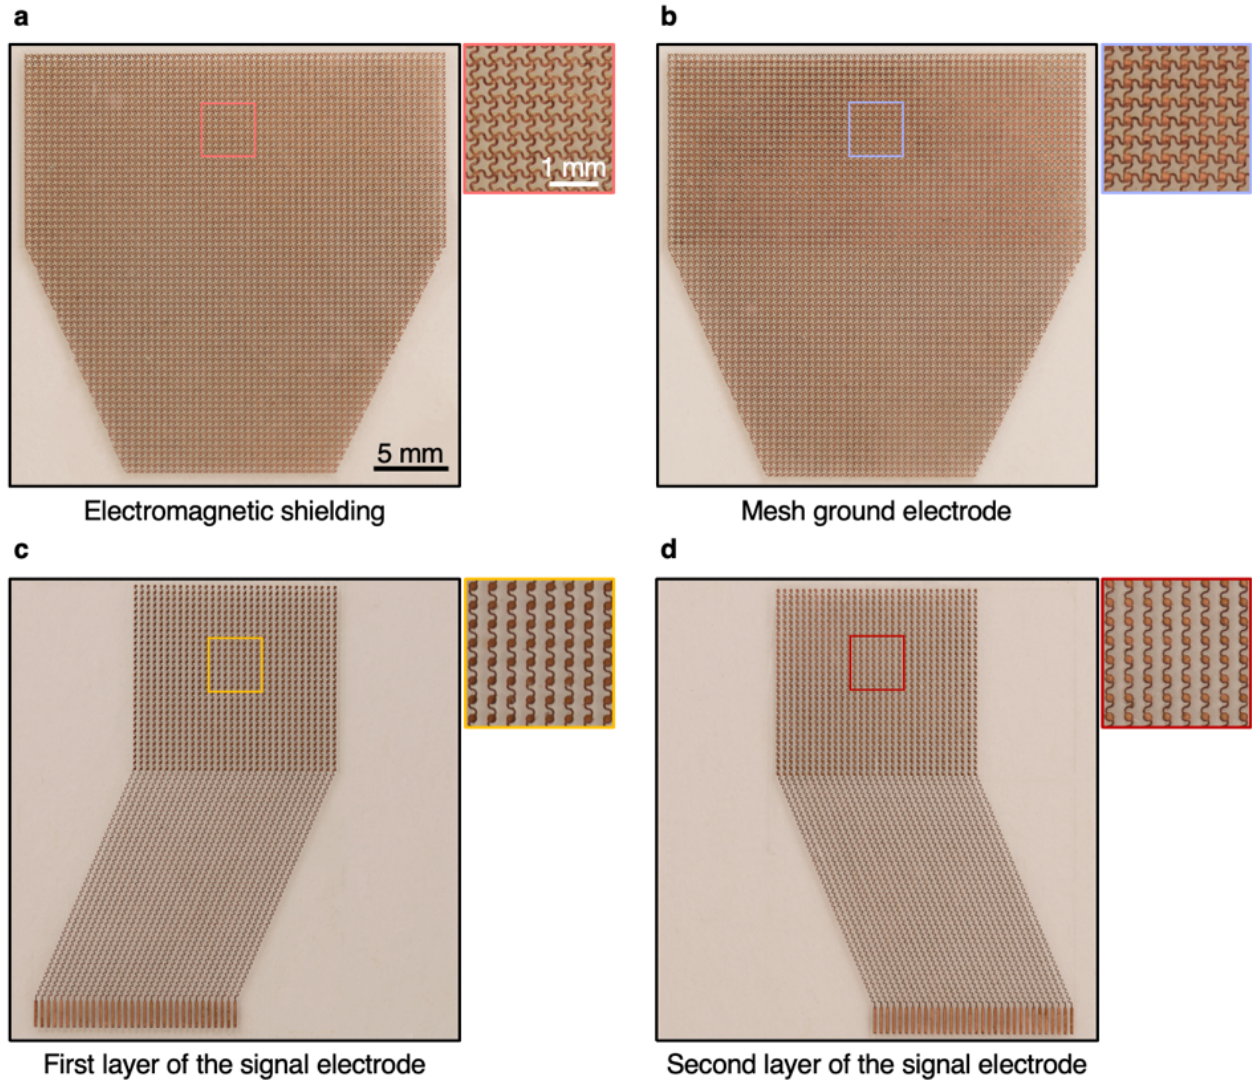 a
b
1 mm
5 mm
Electromagnetic shielding
Mesh ground electrode
c
d
First layer of the signal electrode
Second layer of the signal electrode